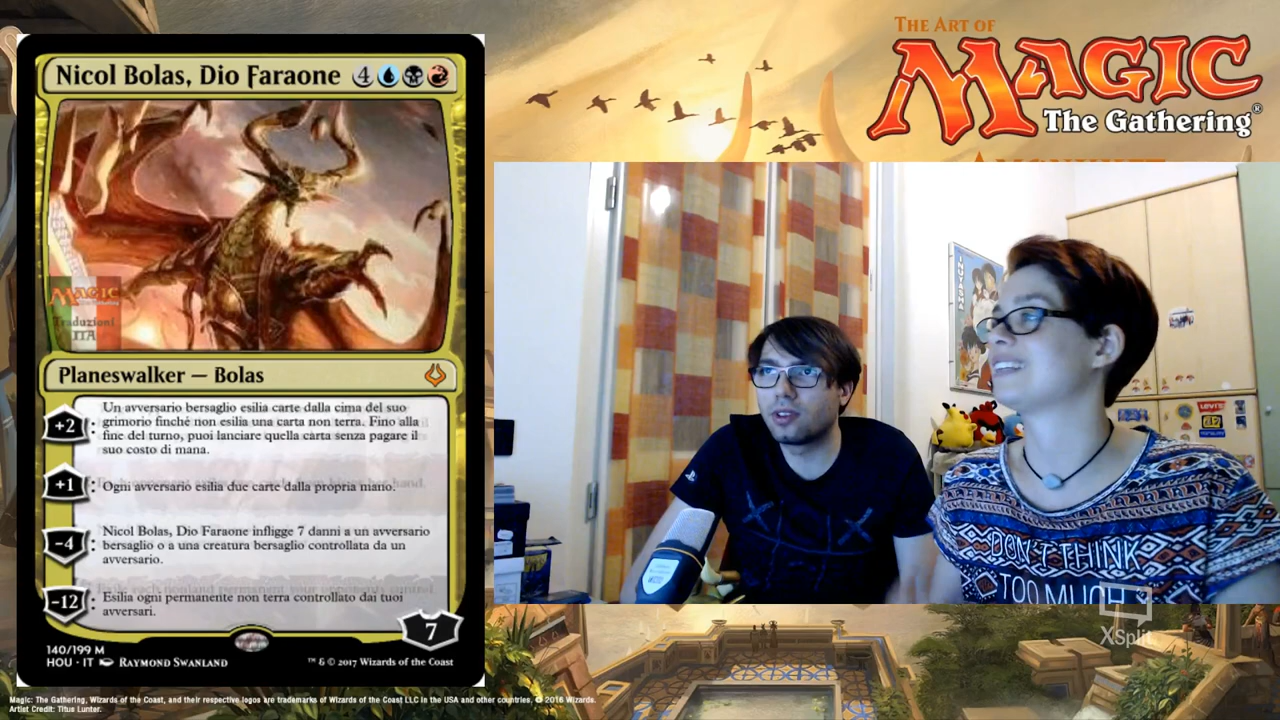 Nicol Bolas, Dio Faraone 4
MAGIC
The Gathering
Traduzioni
ITA
Planeswalker — Bolas
+2 : Un avversario bersaglio esilia carte dalla cima del suo
grimorio finché non esilia una carta non terra. Fino alla
fine del turno, puoi lanciare quella carta senza pagare il
suo costo di mana.
+1 : Ogni avversario esilia due carte dalla propria mano.
-4 : Nicol Bolas, Dio Faraone infligge 7 danni a un avversario
bersaglio o a una creatura bersaglio controllata da un
avversario.
-12 : Esilia ogni permanente non terra controllato dai tuoi
avversari.
7
140/199 M
HOU · IT RAYMOND SWANLAND
™ & © 2017 Wizards of the Coast
Magic: The Gathering, Wizards of the Coast, and their respective logos are trademarks of Wizards of the Coast LLC in the USA and other countries. © 2016 Wizards.
Artist Credit: Titus Lunter.
THE ART OF
MAGIC
The Gathering®
INUYASHA
LEVI'S
DON'T THINK
TOO MUCH
XSplit